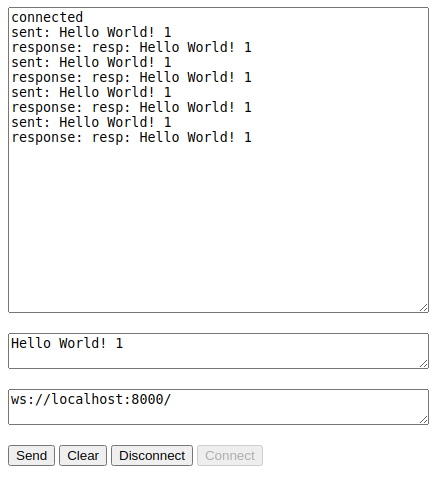 connected
sent: Hello World! 1
response: resp: Hello World! 1
sent: Hello World! 1
response: resp: Hello World! 1
sent: Hello World! 1
response: resp: Hello World! 1
sent: Hello World! 1
response: resp: Hello World! 1
Hello World! 1
ws://localhost:8000/
Send Clear Disconnect Connect